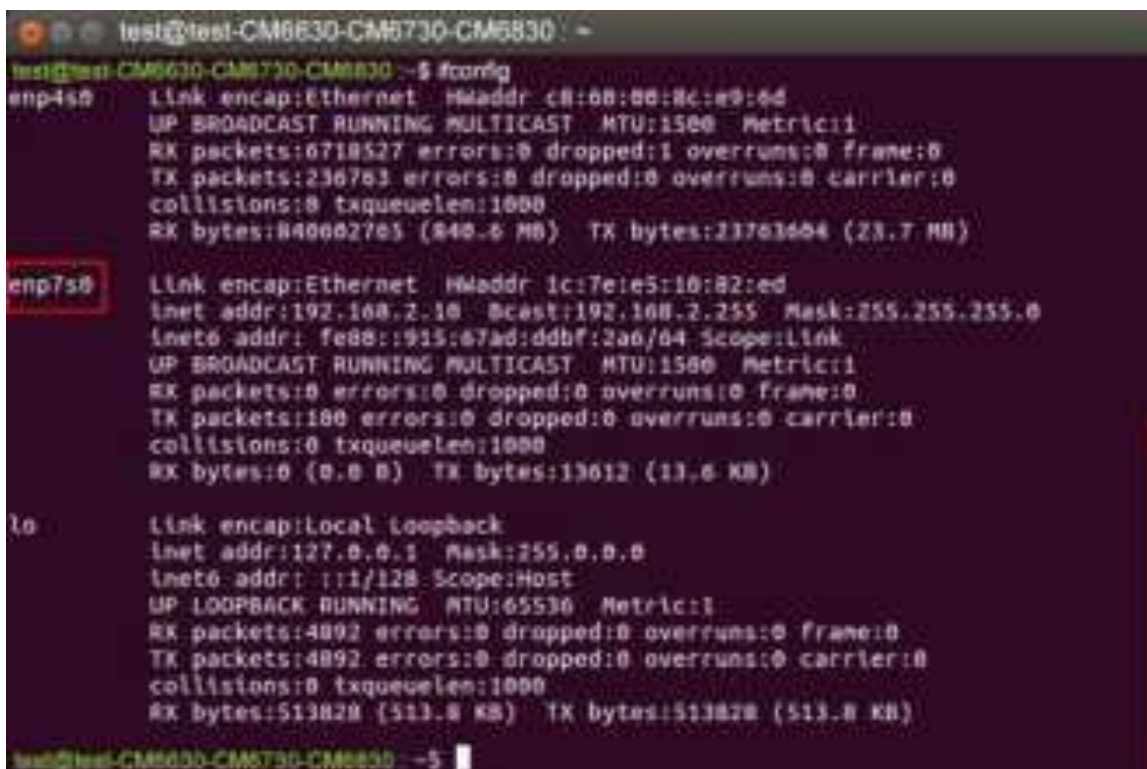 test@test-CM6630-CM6730-CM6830: ~
test@test-CM6630-CM6730-CM6830:~$ ifconfig
enp4s0 Link encap:Ethernet HWaddr c8:60:00:8c:e9:6d
UP BROADCAST RUNNING MULTICAST MTU:1500 Metric:1
RX packets:6718527 errors:0 dropped:1 overruns:0 frame:0
TX packets:236763 errors:0 dropped:0 overruns:0 carrier:0
collisions:0 txqueuelen:1000
RX bytes:840602765 (840.6 MB) TX bytes:23763604 (23.7 MB)
enp7s0 Link encap:Ethernet HWaddr 1c:7e:e5:10:82:ed
inet addr:192.168.2.10 Bcast:192.168.2.255 Mask:255.255.255.0
inet6 addr: fe80::915:67ad:ddbf:2a6/64 Scope:Link
UP BROADCAST RUNNING MULTICAST MTU:1500 Metric:1
RX packets:0 errors:0 dropped:0 overruns:0 frame:0
TX packets:100 errors:0 dropped:0 overruns:0 carrier:0
collisions:0 txqueuelen:1000
RX bytes:0 (0.0 B) TX bytes:13612 (13.6 KB)
lo Link encap:Local Loopback
inet addr:127.0.0.1 Mask:255.0.0.0
inet6 addr: ::1/128 Scope:Host
UP LOOPBACK RUNNING MTU:65536 Metric:1
RX packets:4892 errors:0 dropped:0 overruns:0 frame:0
TX packets:4892 errors:0 dropped:0 overruns:0 carrier:0
collisions:0 txqueuelen:1000
RX bytes:513828 (513.8 KB) TX bytes:513828 (513.8 KB)
test@test-CM6630-CM6730-CM6830:~$